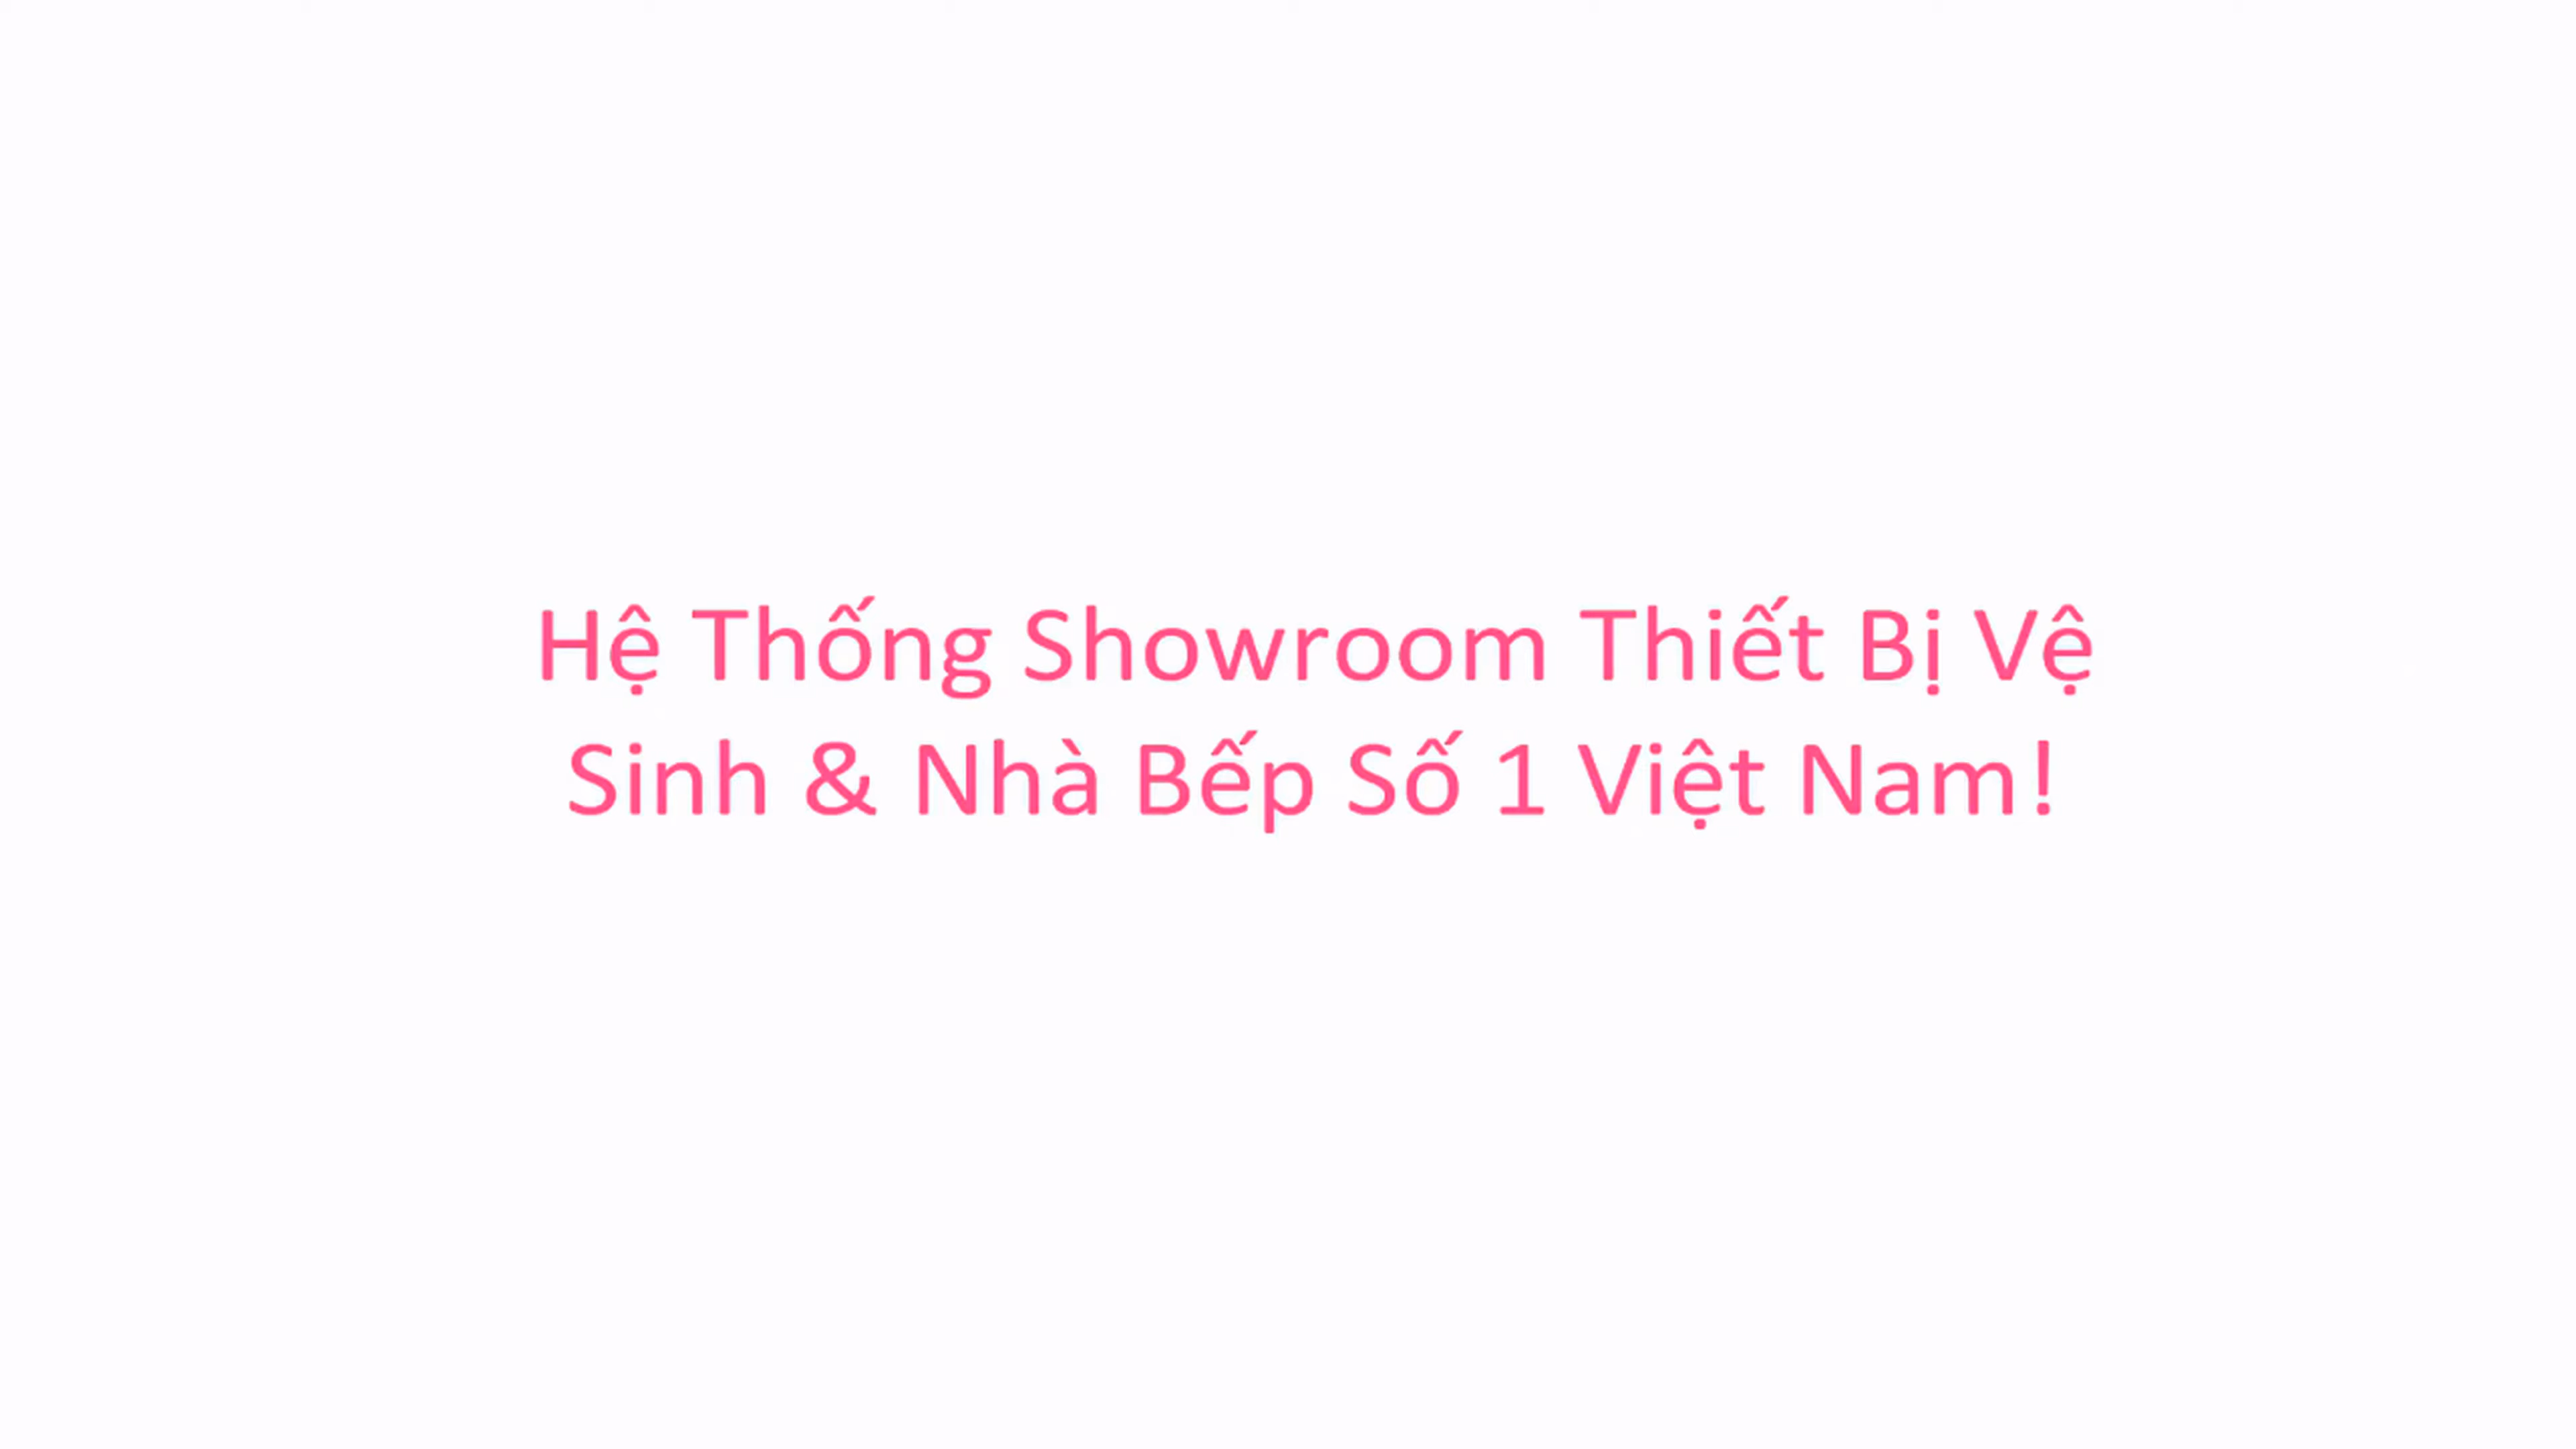 Hệ Thống Showroom Thiết Bị Vệ
Sinh & Nhà Bếp Số 1 Việt Nam!